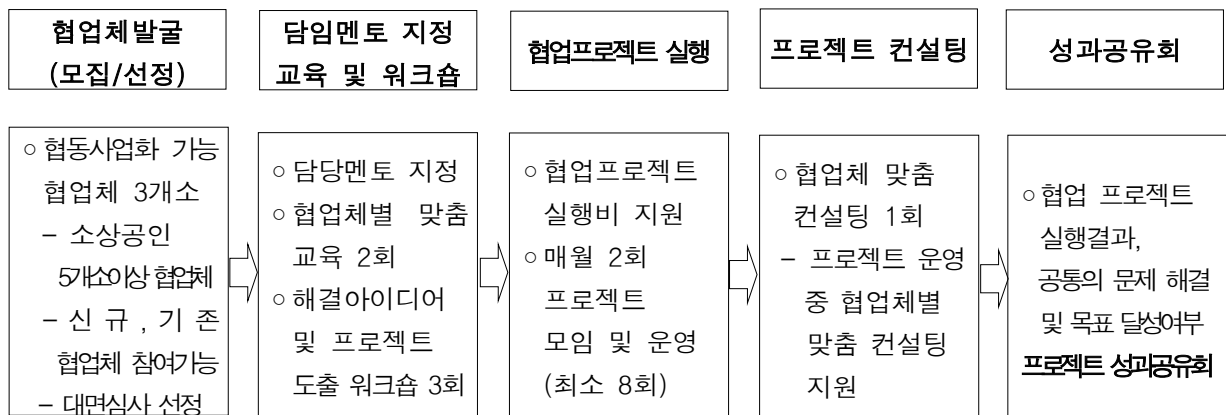 협업체발굴
(모집/선정)
담임멘토 지정
교육 및 워크숍
협업프로젝트 실행
프로젝트 컨설팅
성과공유회
○ 협동사업화 가능
협업체 3개소
- 소상공인
5개소이상 협업체
- 신 규 , 기 존
협업체 참여가능
- 대면심사 선정
○ 담당멘토 지정
○ 협업체별 맞춤
교육 2회
○ 해결아이디어
및 프로젝트
도출 워크숍 3회
○ 협업프로젝트
실행비 지원
○ 매월 2회
프로젝트
모임 및 운영
(최소 8회)
○ 협업체 맞춤
컨설팅 1회
- 프로젝트 운영
중 협업체별
맞춤 컨설팅
지원
○ 협업 프로젝트
실행결과,
공통의 문제 해결
및 목표 달성여부
프로젝트 성과공유회